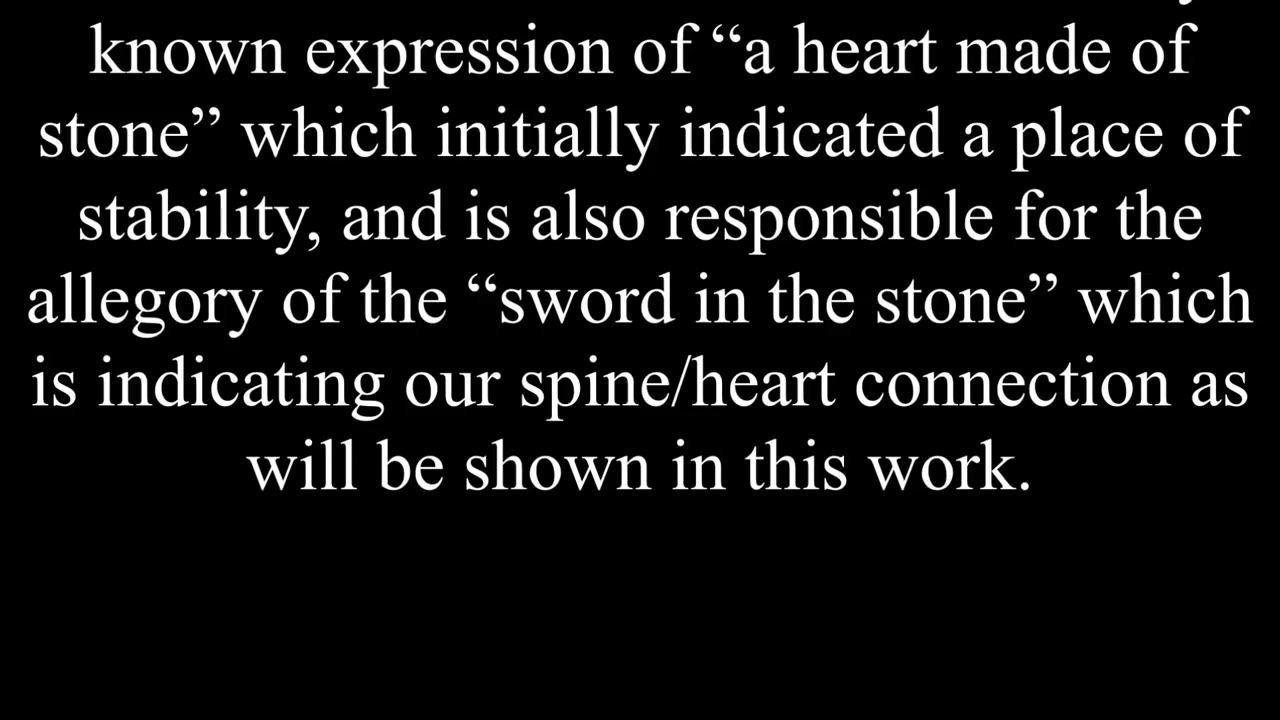 known expression of “a heart made of
stone” which initially indicated a place of
stability, and is also responsible for the
allegory of the “sword in the stone” which
is indicating our spine/heart connection as
will be shown in this work.